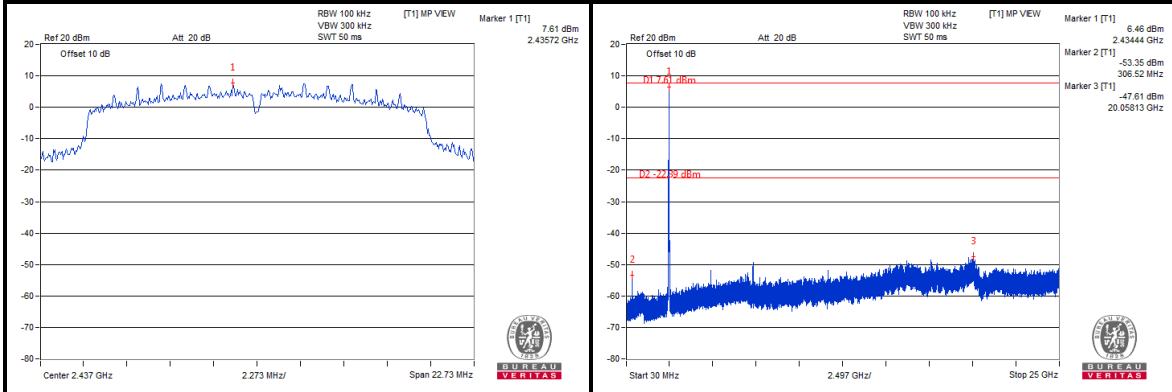 RBW 100 kHz [T1] MP VIEW
VBW 300 kHz
SWT 50 ms
Ref 20 dBm Att 20 dB
Marker 1 [T1]
7.61 dBm
2.43572 GHz
Offset 10 dB
1
20
10
0
-10
-20
-30
-40
-50
-60
-70
-80
Center 2.437 GHz 2.273 MHz/ Span 22.73 MHz
BUREAU VERITAS
1828
BUREAU
VERITAS
RBW 100 kHz [T1] MP VIEW
VBW 300 kHz
SWT 50 ms
Ref 20 dBm Att 20 dB
Marker 1 [T1]
6.46 dBm
2.43444 GHz
Marker 2 [T1]
-53.35 dBm
306.52 MHz
Marker 3 [T1]
-47.61 dBm
20.05813 GHz
Offset 10 dB
1
D1 7.61 dBm
D2 -22.39 dBm
2
3
20
10
0
-10
-20
-30
-40
-50
-60
-70
-80
Start 30 MHz 2.497 GHz/ Stop 25 GHz
BUREAU VERITAS
1828
BUREAU
VERITAS